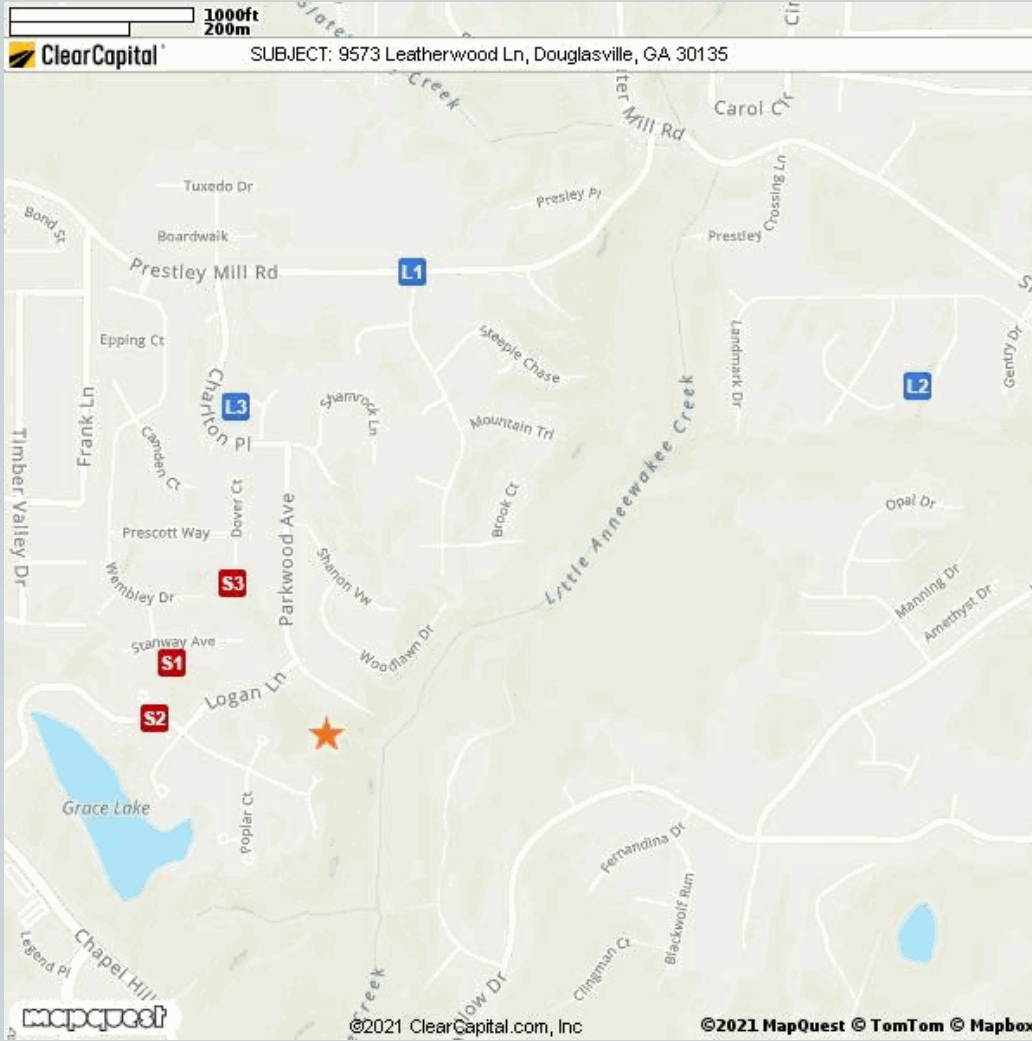 1000ft
200m
ClearCapital
SUBJECT: 9573 Leatherwood Ln, Douglasville, GA 30135
Creek
Mill Rd
Carol Cir
Tuxedo Dr
Presley Pl
Prestley Crossing Ln
Bond St
Boardwalk
Prestley Mill Rd
L1
Epping Ct
Steeple Chase
Landmark Dr
Gentry Dr
L2
Charlton Pl
L3
Shamrock Ln
Frank Ln
Mountain Trl
Camden Ct
Timber Valley Dr
Dover Ct
Parkwood Ave
Brook Ct
Little Anneewakee Creek
Opal Dr
Prescott Way
Shanon Vw
S3
Wembley Dr
Manning Dr
Amethyst Dr
Stanway Ave
S1
Woodlawn Dr
Logan Ln
S2
Grace Lake
Poplar Ct
Fernandina Dr
Blackwolf Run
Legend Pl
Chapel Hill
Clingman Ct
Creek
low Dr
mapquest
©2021 ClearCapital.com, Inc
©2021 MapQuest © TomTom © Mapbox